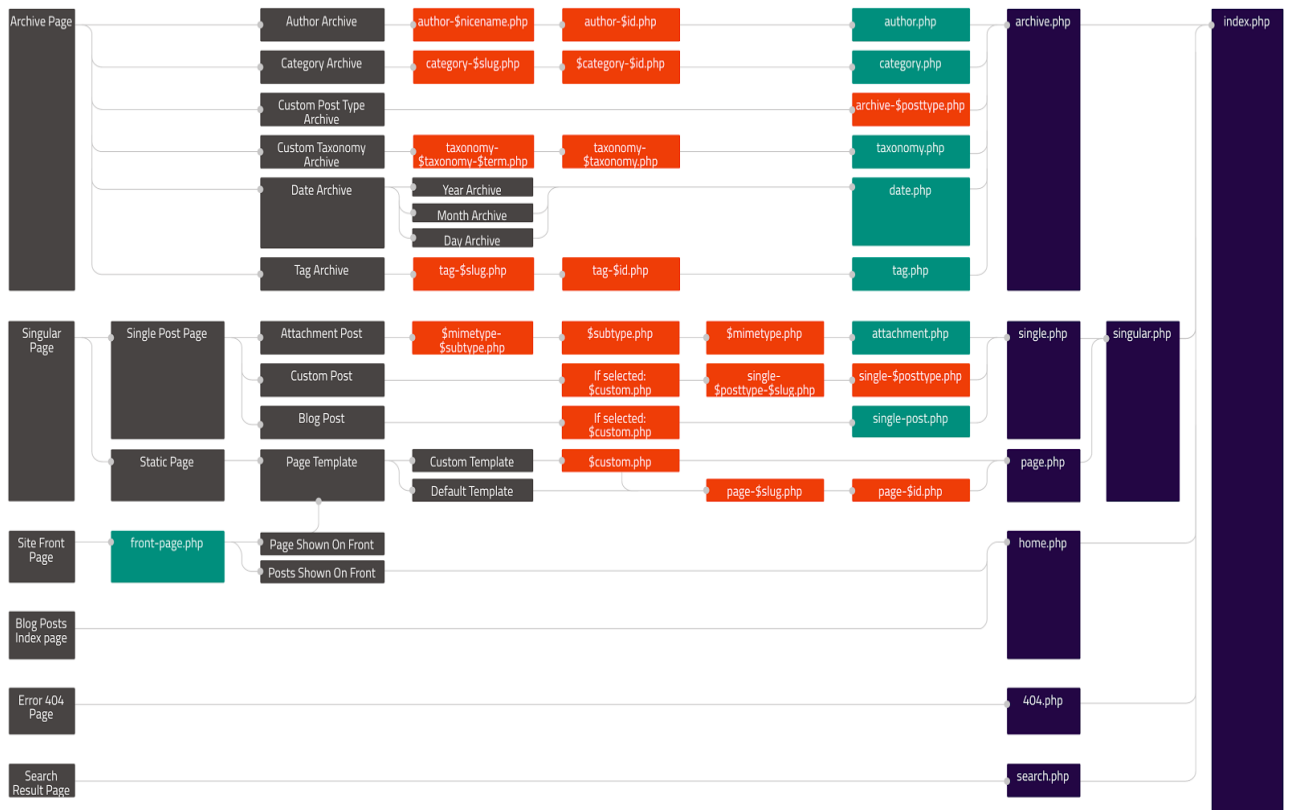 Archive Page
Author Archive
author-$nicename.php
author-$id.php
author.php
archive.php
index.php
Category Archive
category-$slug.php
$category-$id.php
category.php
Custom Post Type
Archive
archive-$posttype.php
Custom Taxonomy
Archive
taxonomy-
$taxonomy-$term.php
taxonomy-
$taxonomy.php
taxonomy.php
Date Archive
Year Archive
Month Archive
Day Archive
date.php
Tag Archive
tag-$slug.php
tag-$id.php
tag.php
Singular
Page
Single Post Page
Attachment Post
$mimetype-
$subtype.php
$subtype.php
$mimetype.php
attachment.php
single.php
singular.php
Custom Post
If selected:
$custom.php
single-
$posttype-$slug.php
single-$posttype.php
Blog Post
If selected:
$custom.php
single-post.php
Static Page
Page Template
Custom Template
$custom.php
page.php
Default Template
page-$slug.php
page-$id.php
Site Front
Page
front-page.php
Page Shown On Front
Posts Shown On Front
home.php
Blog Posts
Index page
Error 404
Page
404.php
Search
Result Page
search.php